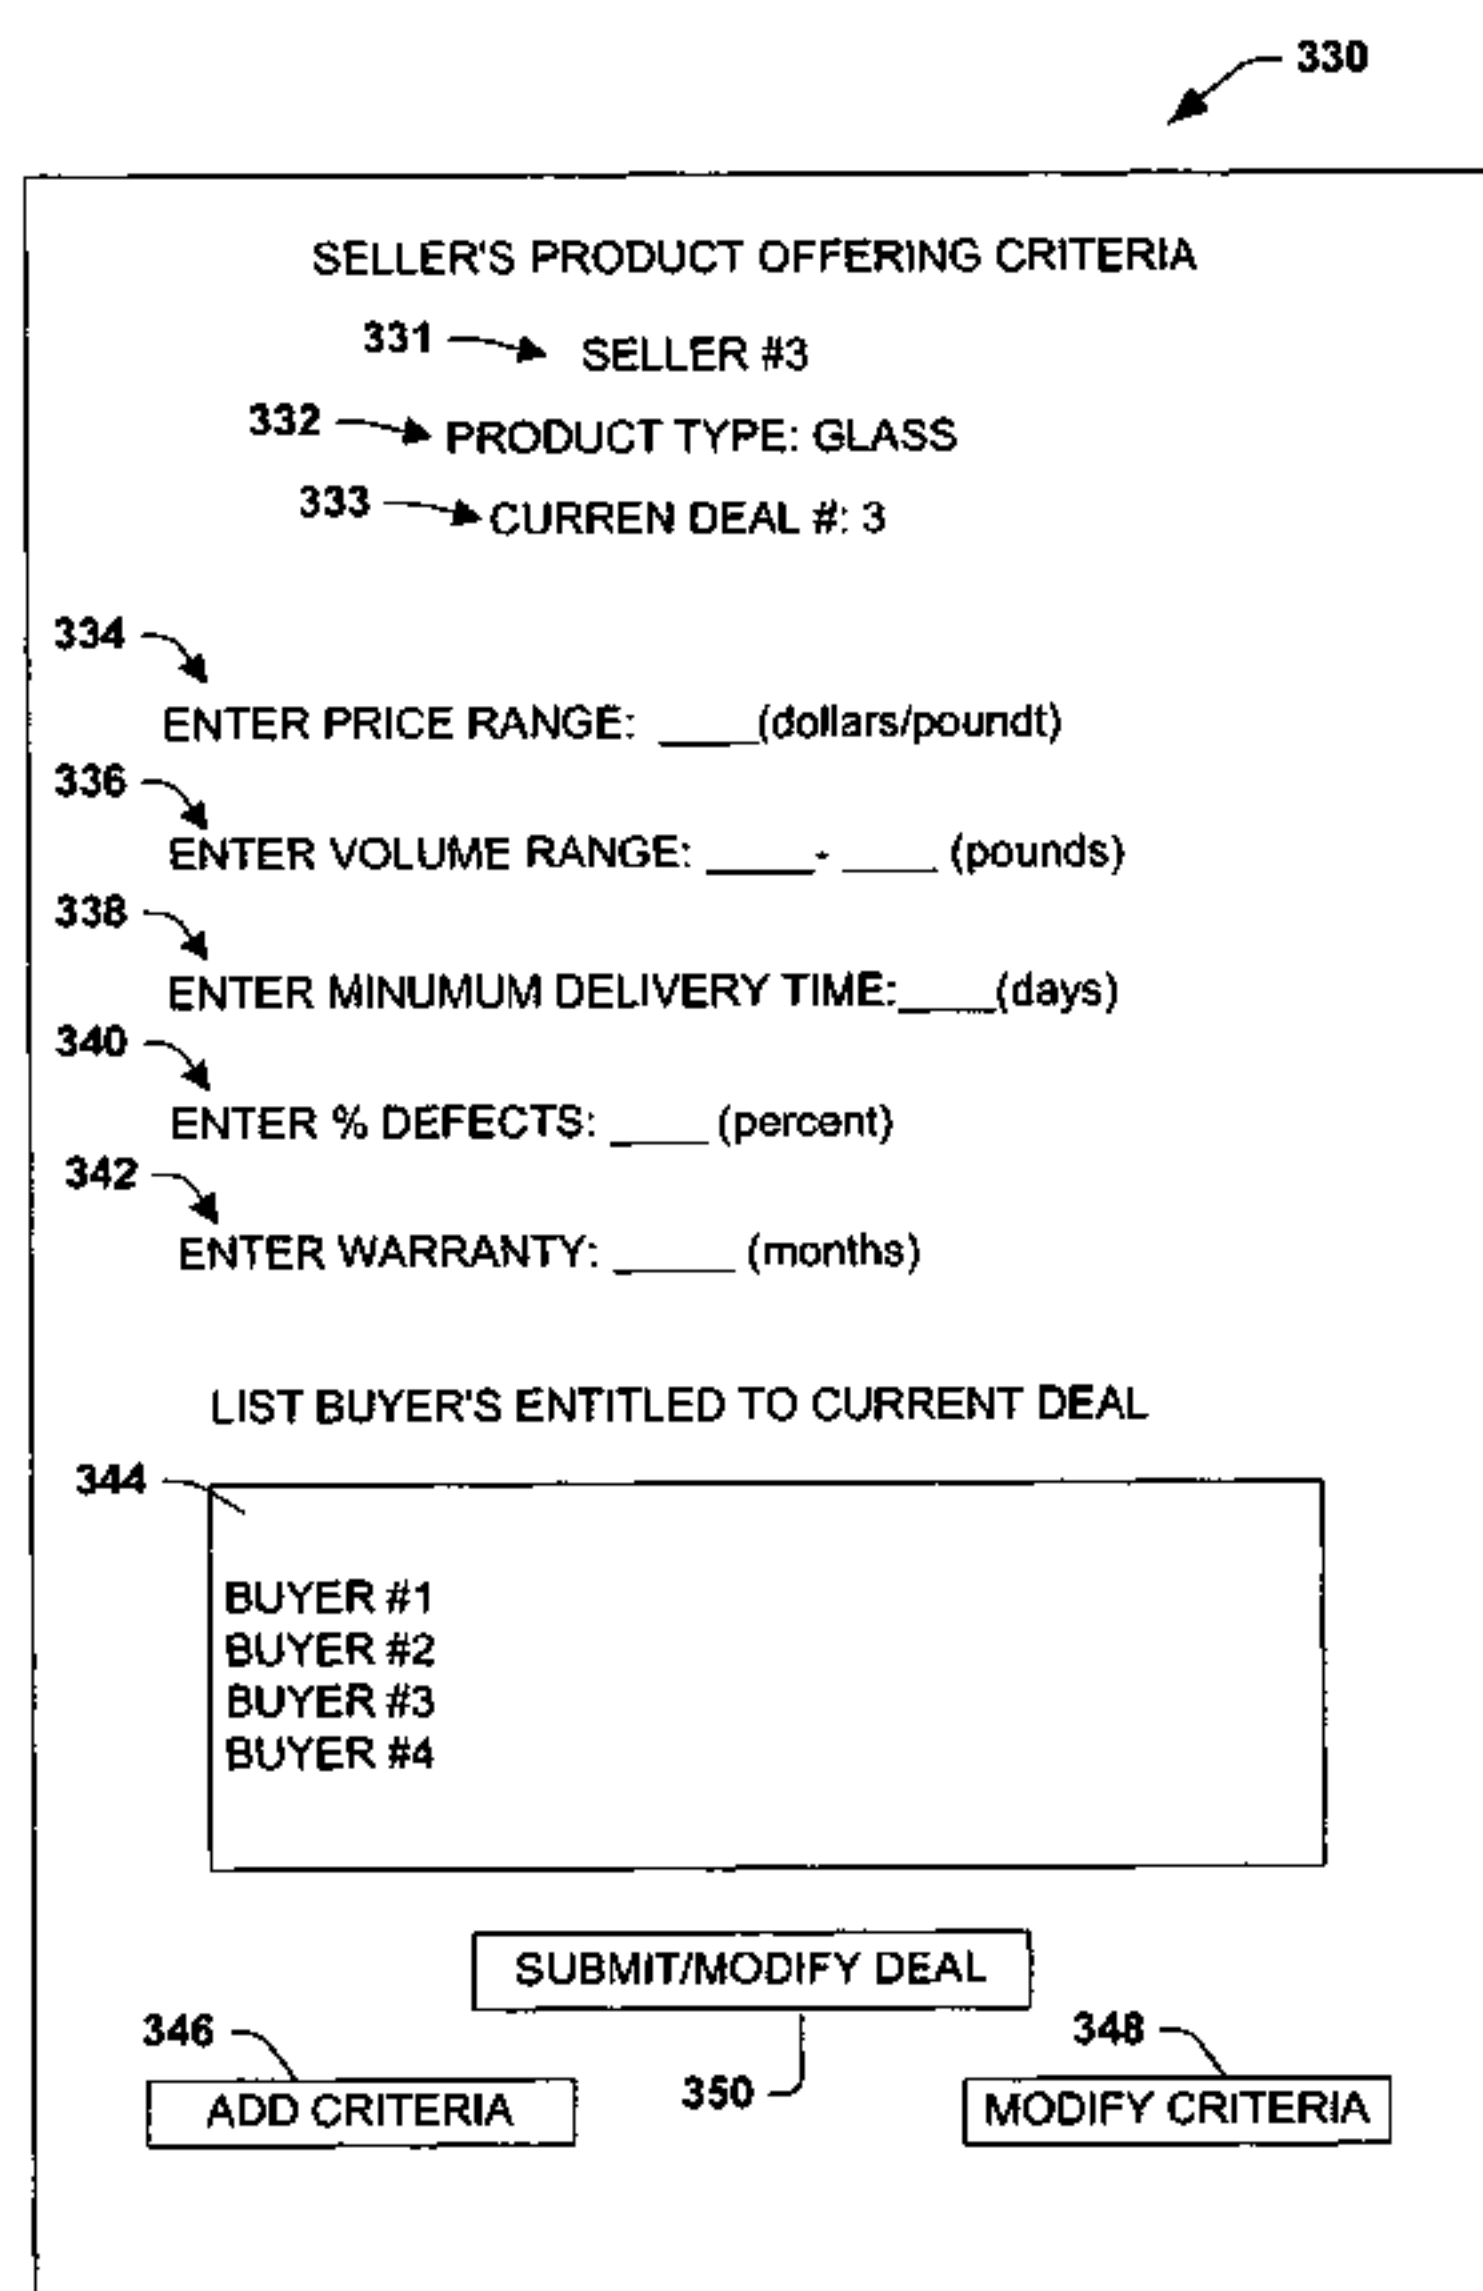 330
SELLER'S PRODUCT OFFERING CRITERIA
331 SELLER #3
332 PRODUCT TYPE: GLASS
333 CURREN DEAL #: 3
334
ENTER PRICE RANGE: ____(dollars/poundt)
336
ENTER VOLUME RANGE: ____- ____ (pounds)
338
ENTER MINUMUM DELIVERY TIME:____(days)
340
ENTER % DEFECTS: ____ (percent)
342
ENTER WARRANTY: _____ (months)
LIST BUYER'S ENTITLED TO CURRENT DEAL
344
BUYER #1
BUYER #2
BUYER #3
BUYER #4
SUBMIT/MODIFY DEAL
346 350 348
ADD CRITERIA MODIFY CRITERIA